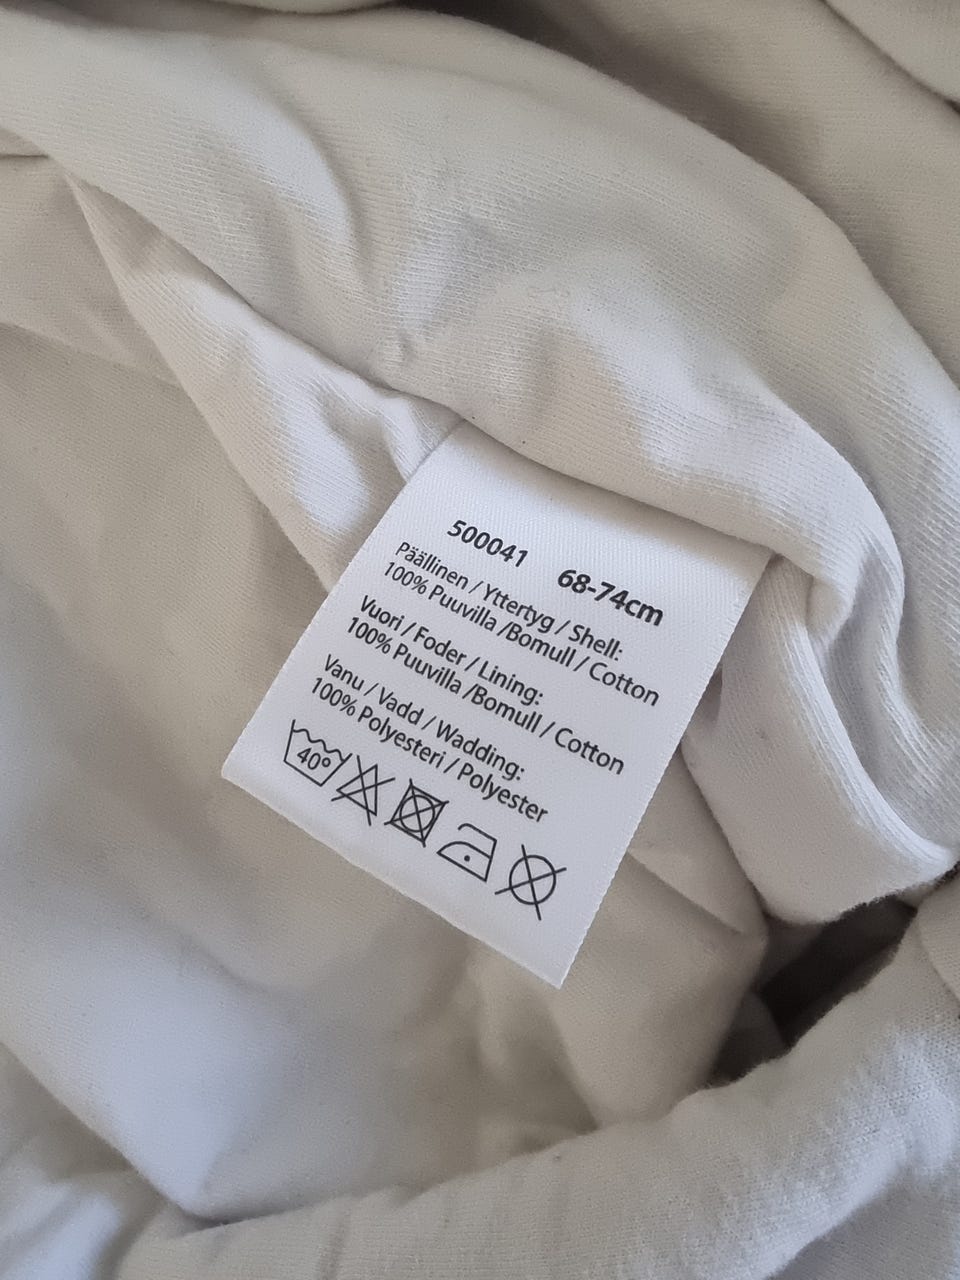 500041 68-74cm
Päällinen / Yttertyg / Shell:
100% Puuvilla /Bomull / Cotton
Vuori / Foder / Lining:
100% Puuvilla /Bomull / Cotton
Vanu / Vadd / Wadding:
100% Polyesteri / Polyester
40°